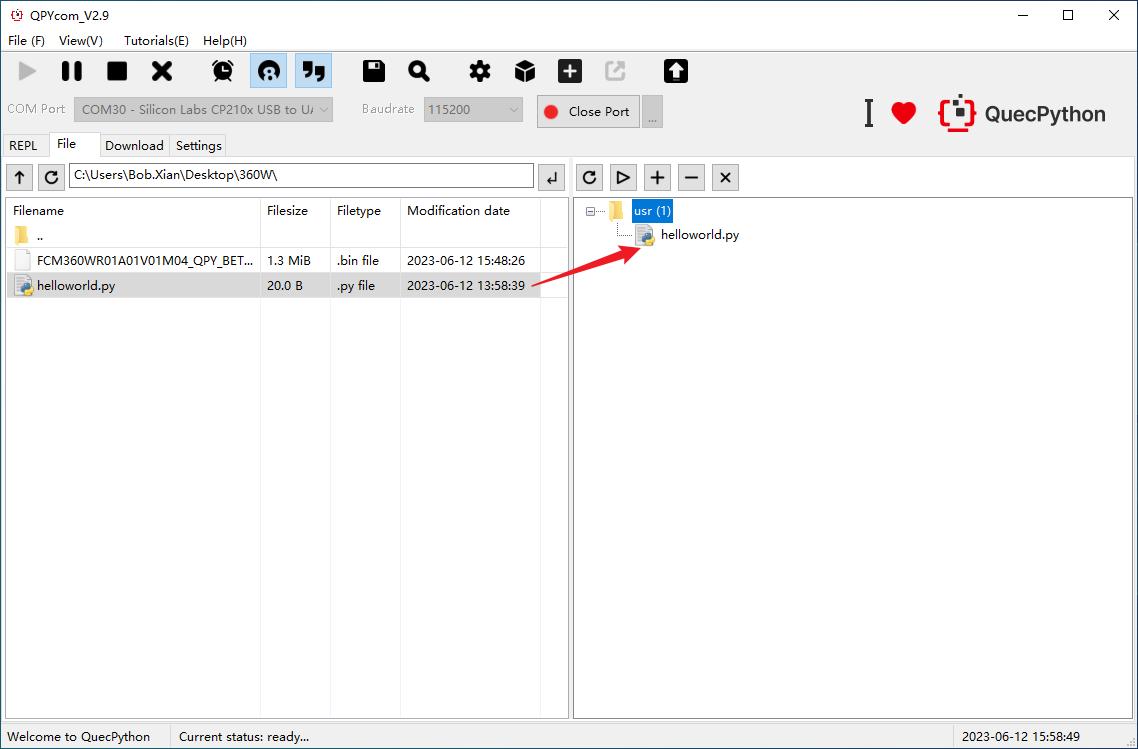 QPYcom_V2.9
File (F) View(V) Tutorials(E) Help(H)
COM Port COM30 - Silicon Labs CP210x USB to UA Baudrate 115200 Close Port ... I QuecPython
REPL File Download Settings
C:\Users\Bob.Xian\Desktop\360W\
Filename Filesize Filetype Modification date
..
FCM360WR01A01V01M04_QPY_BET... 1.3 MiB .bin file 2023-06-12 15:48:26
helloworld.py 20.0 B .py file 2023-06-12 13:58:39
usr (1)
helloworld.py
Welcome to QuecPython Current status: ready... 2023-06-12 15:58:49